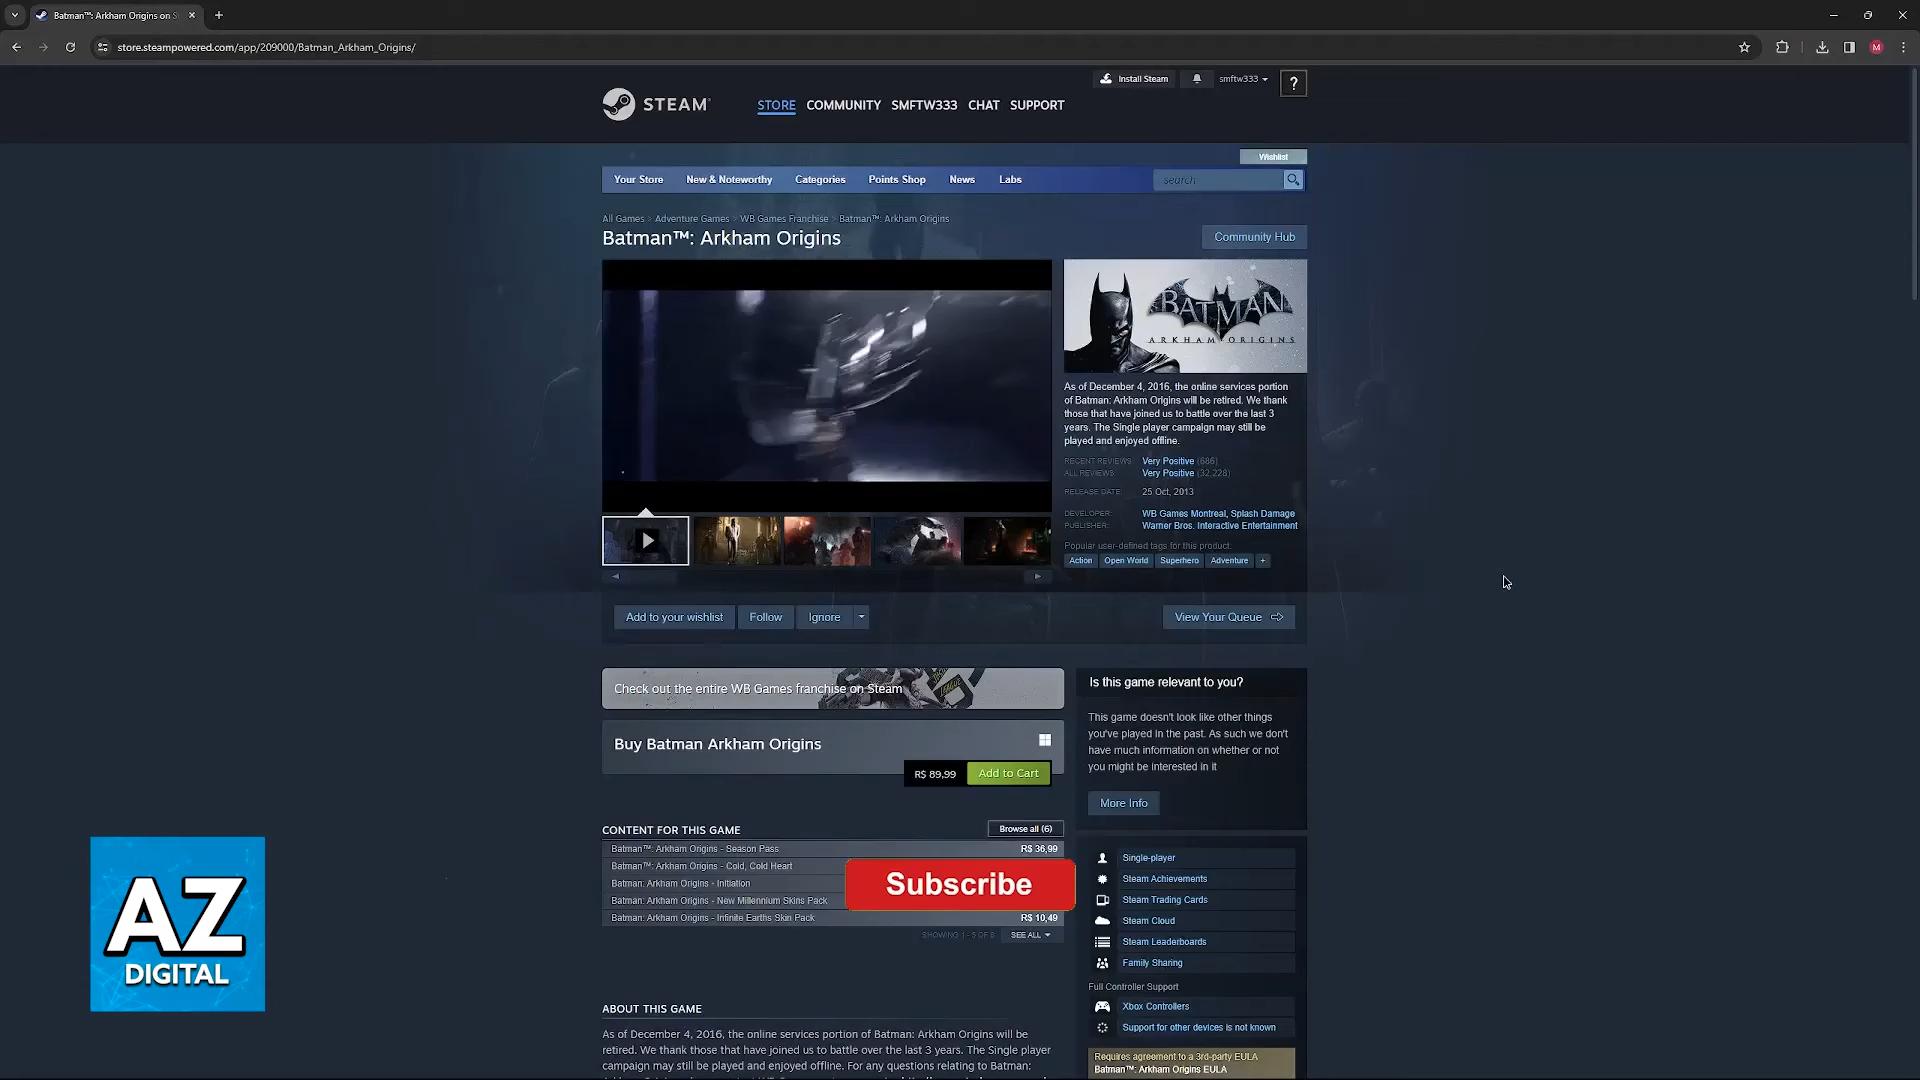 Batman™: Arkham Origins on S
store.steampowered.com/app/209000/Batman_Arkham_Origins/
M
Install Steam
smftw333
?
STEAM
STORE
COMMUNITY
SMFTW333
CHAT
SUPPORT
Wishlist
Your Store
New & Noteworthy
Categories
Points Shop
News
Labs
search
All Games > Adventure Games > WB Games Franchise > Batman™: Arkham Origins
Batman™: Arkham Origins
Community Hub
BATMAN
ARKHAM ORIGINS
As of December 4, 2016, the online services portion
of Batman: Arkham Origins will be retired. We thank
those that have joined us to battle over the last 3
years. The Single player campaign may still be
played and enjoyed offline.
RECENT REVIEWS: Very Positive (686)
ALL REVIEWS: Very Positive (32,228)
RELEASE DATE: 25 Oct, 2013
DEVELOPER: WB Games Montreal, Splash Damage
PUBLISHER: Warner Bros. Interactive Entertainment
Popular user-defined tags for this product:
Action
Open World
Superhero
Adventure
+
Add to your wishlist
Follow
Ignore
View Your Queue
Check out the entire WB Games franchise on Steam
Buy Batman Arkham Origins
R$ 89,99
Add to Cart
CONTENT FOR THIS GAME
Browse all (6)
Batman™: Arkham Origins - Season Pass R$ 36,99
Batman™: Arkham Origins - Cold, Cold Heart
Batman: Arkham Origins - Initiation
Batman: Arkham Origins - New Millennium Skins Pack
Batman: Arkham Origins - Infinite Earths Skin Pack R$ 10,49
SHOWING 1 - 5 OF 6
SEE ALL
Subscribe
ABOUT THIS GAME
As of December 4, 2016, the online services portion of Batman: Arkham Origins will be
retired. We thank those that have joined us to battle over the last 3 years. The Single player
campaign may still be played and enjoyed offline. For any questions relating to Batman:
Is this game relevant to you?
This game doesn't look like other things
you've played in the past. As such we don't
have much information on whether or not
you might be interested in it
More Info
Single-player
Steam Achievements
Steam Trading Cards
Steam Cloud
Steam Leaderboards
Family Sharing
Full Controller Support
Xbox Controllers
Support for other devices is not known
Requires agreement to a 3rd-party EULA
Batman™: Arkham Origins EULA
AZ
DIGITAL